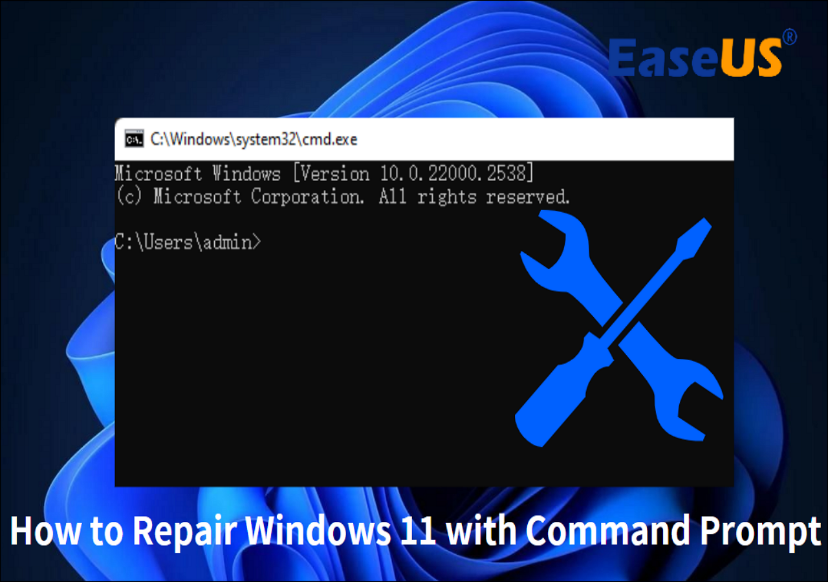 EaseUS®
C:\Windows\system32\cmd.exe
Microsoft Windows [Version 10.0.22000.2538]
(c) Microsoft Corporation. All rights reserved.
C:\Users\admin>
How to Repair Windows 11 with Command Prompt